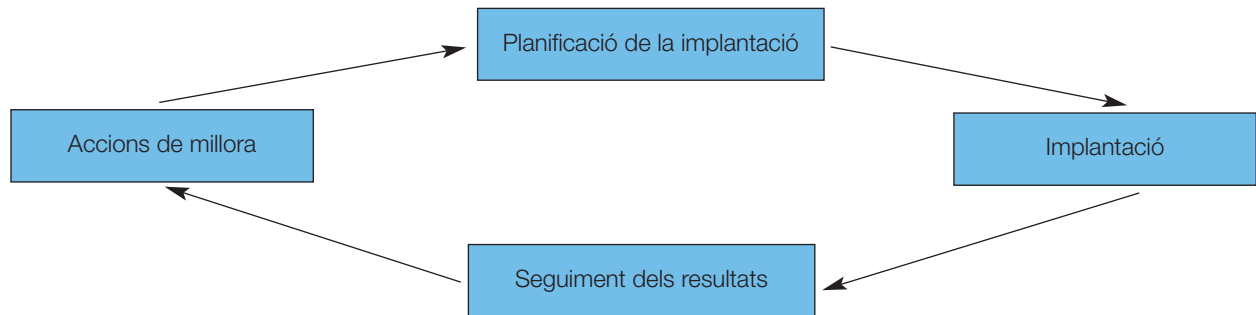 Planificació de la implantació
Accions de millora
Implantació
Seguiment dels resultats